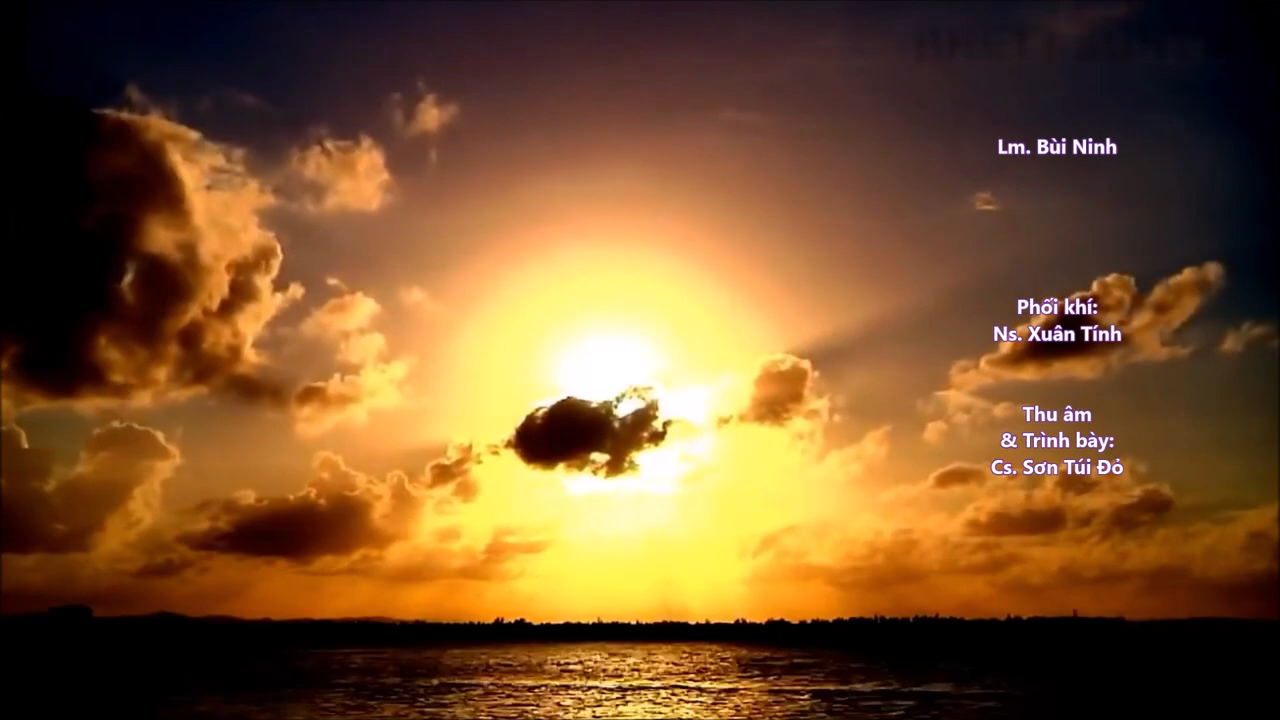 Lm. Bùi Ninh
Phối khí:
Ns. Xuân Tính
Thu âm
& Trình bày:
Cs. Sơn Túi Đỏ